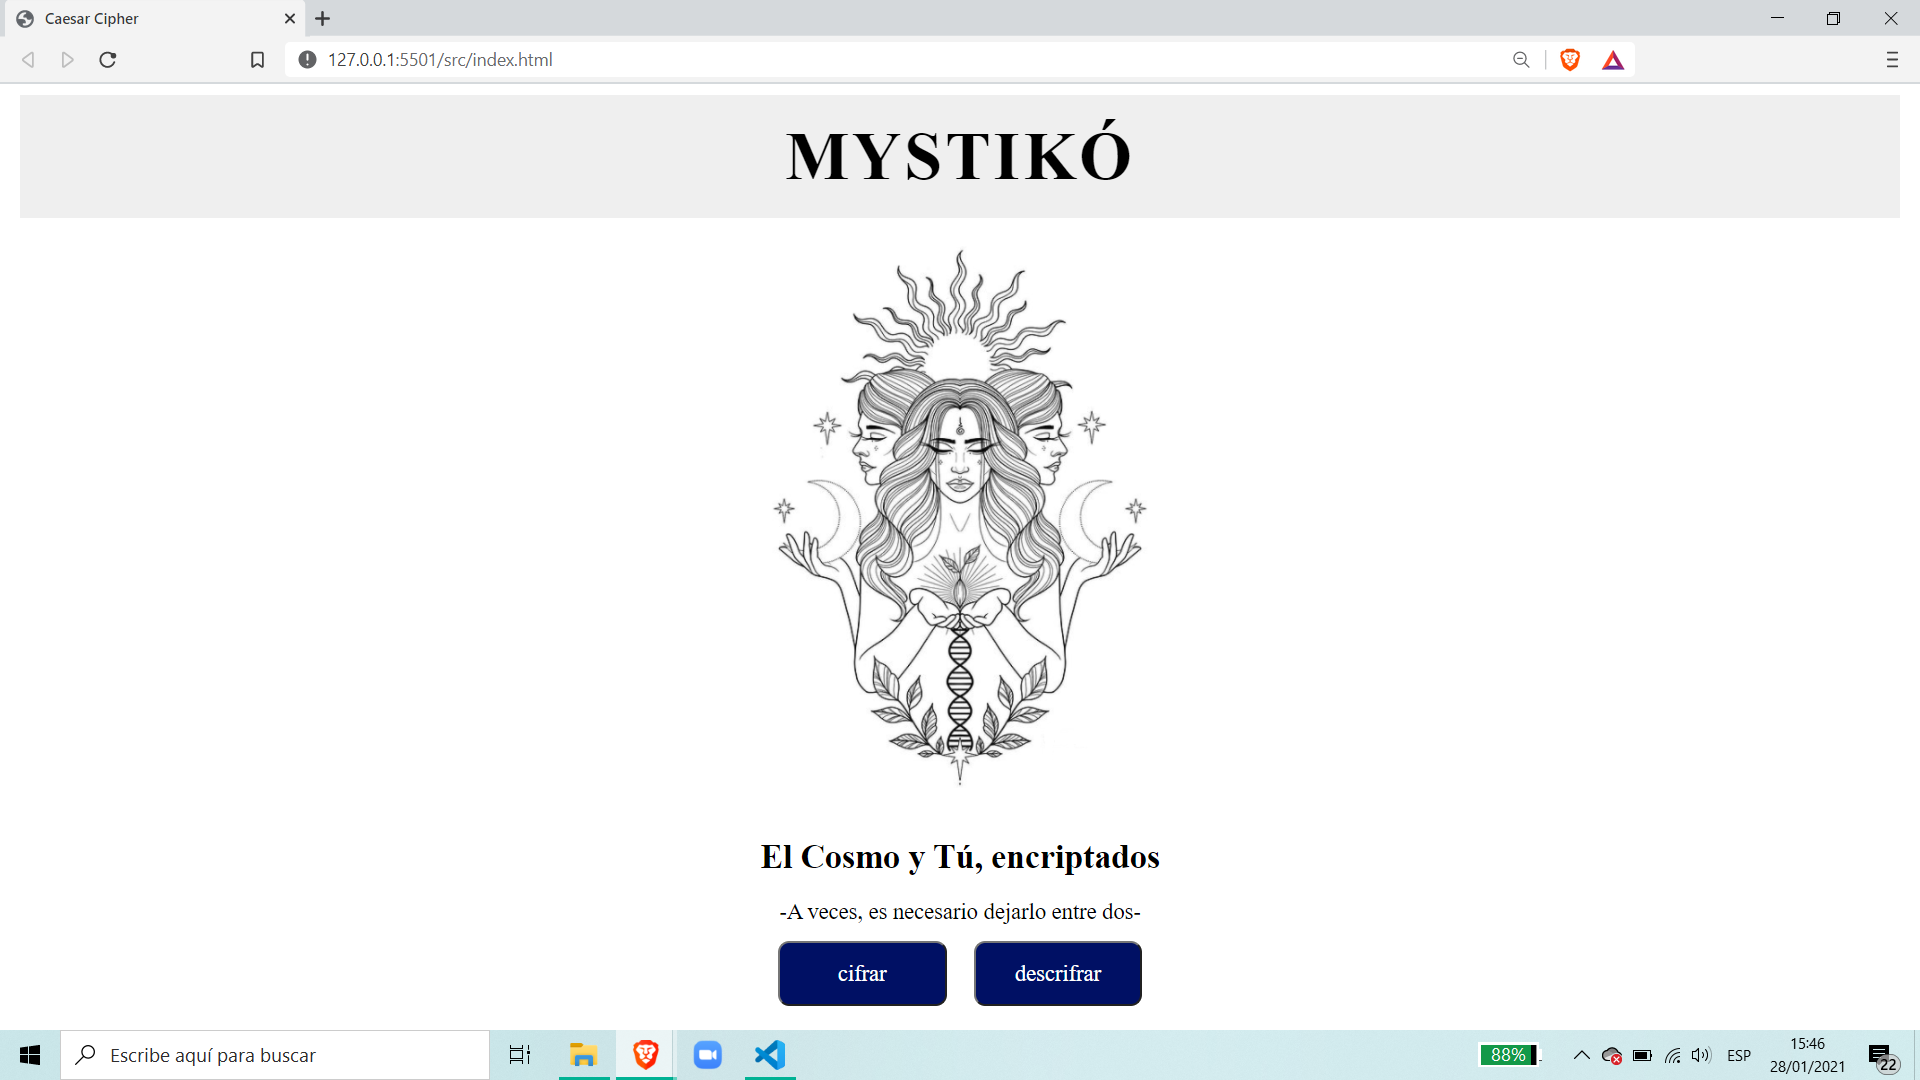 Caesar Cipher
127.0.0.1:5501/src/index.html
MYSTIKÓ
El Cosmo y Tú, encriptados
-A veces, es necesario dejarlo entre dos-
cifrar
descrifrar
Escribe aquí para buscar
88%
ESP
15:46
28/01/2021
22